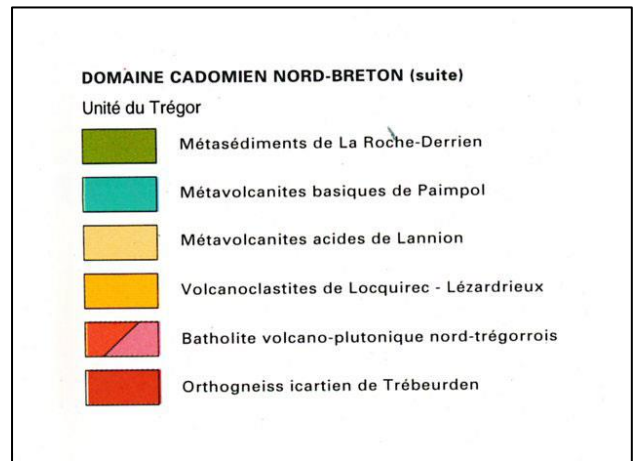 DOMAINE CADOMIEN NORD-BRETON (suite)
Unité du Trégor
Métasédiments de La Roche-Derrien
Métavolcanites basiques de Paimpol
Métavolcanites acides de Lannion
Volcanoclastites de Locquirec - Lézardrieux
Batholite volcano-plutonique nord-trégorrois
Orthogneiss icartien de Trébeurden